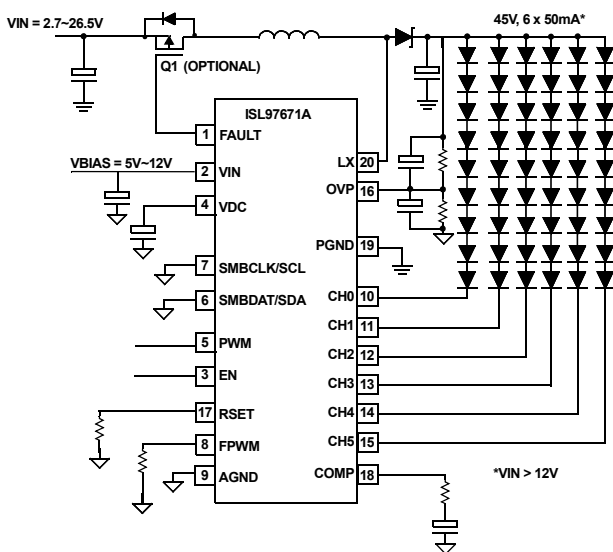 VIN = 2.7~26.5V
45V, 6 x 50mA*
Q1 (OPTIONAL)
ISL97671A
1 FAULT
LX 20
VBIAS = 5V~12V
2 VIN
OVP 16
4 VDC
PGND 19
7 SMBCLK/SCL
CH0 10
6 SMBDAT/SDA
CH1 11
5 PWM
CH2 12
3 EN
CH3 13
17 RSET
CH4 14
8 FPWM
CH5 15
9 AGND
COMP 18
*VIN > 12V